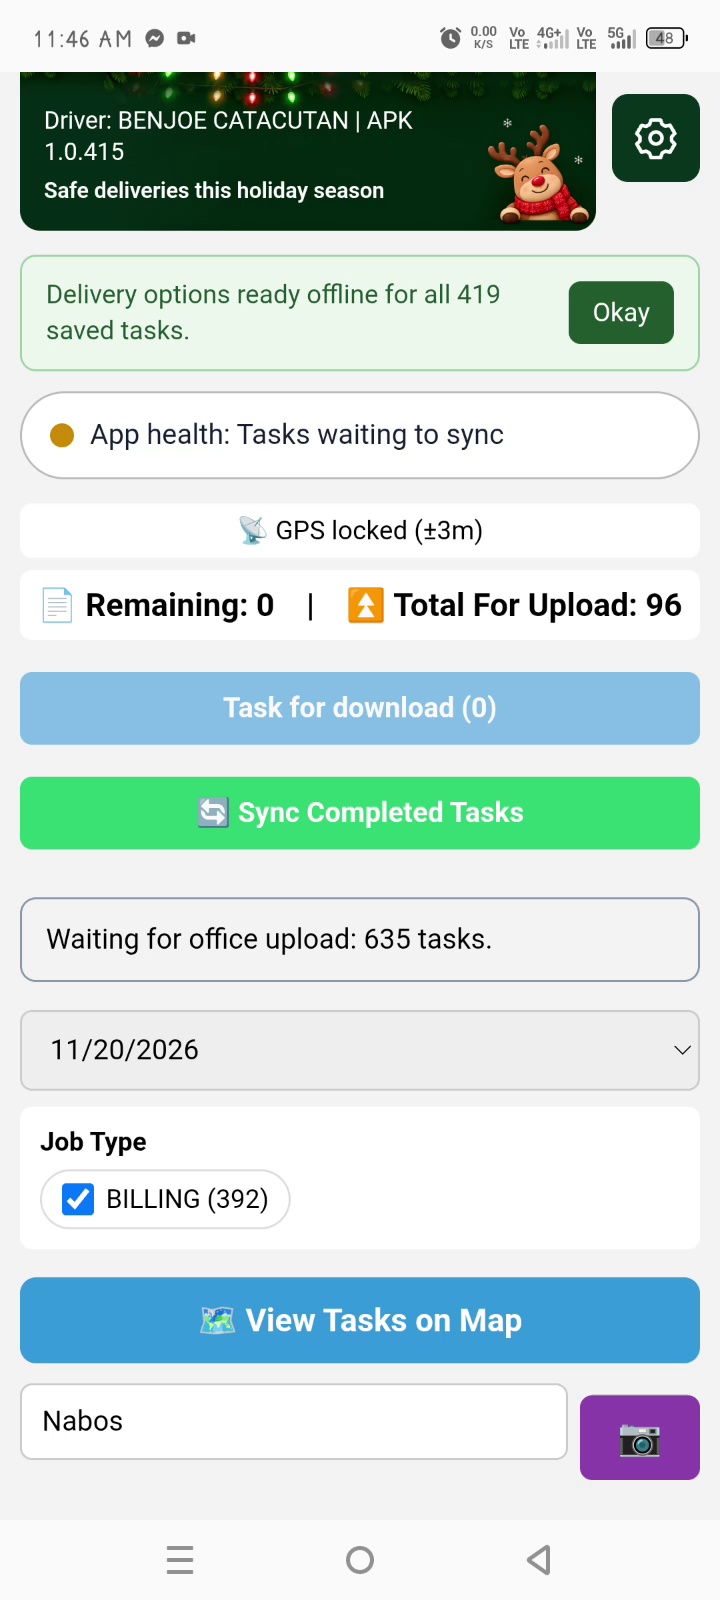 11:46 AM
0.00 K/S Vo LTE 4G+ Vo LTE 5G 48
Driver: BENJOE CATACUTAN | APK
1.0.415
Safe deliveries this holiday season
Delivery options ready offline for all 419
saved tasks.
Okay
App health: Tasks waiting to sync
GPS locked (±3m)
Remaining: 0 | Total For Upload: 96
Task for download (0)
Sync Completed Tasks
Waiting for office upload: 635 tasks.
11/20/2026
Job Type
BILLING (392)
View Tasks on Map
Nabos